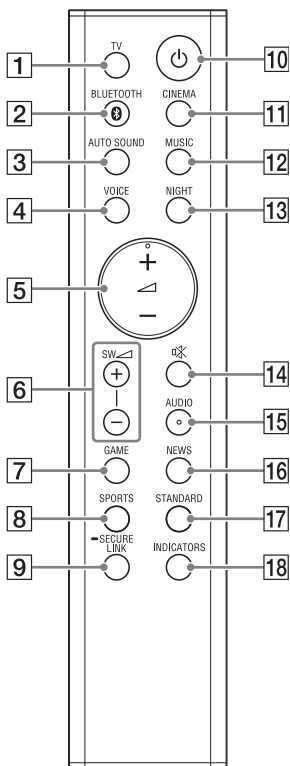 TV
1
10
BLUETOOTH
CINEMA
2
11
AUTO SOUND
MUSIC
3
12
VOICE
NIGHT
4
13
+
5
−
SW
+
6
−
14
AUDIO
15
GAME
NEWS
7
16
SPORTS
STANDARD
8
17
SECURE
LINK
INDICATORS
9
18